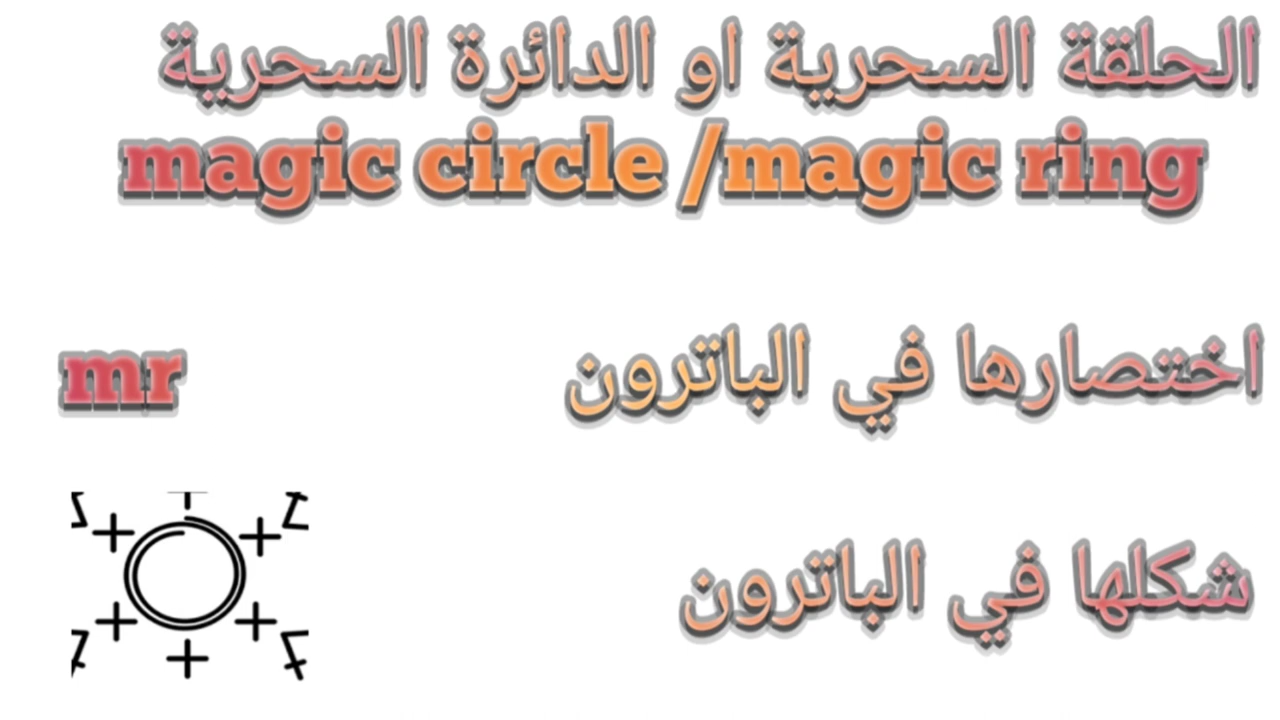 الحلقة السحرية او الدائرة السحرية
magic circle /magic ring
اختصارها في الباترون
mr
شكلها في الباترون